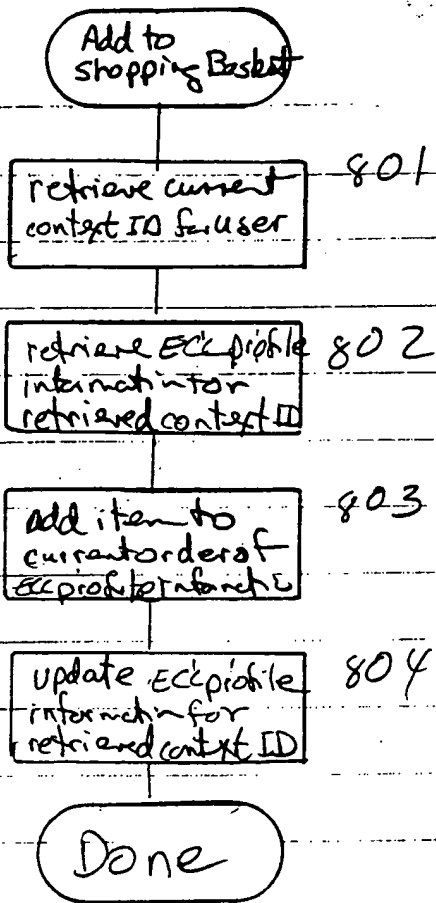 Add to
Shopping Basket
retrieve current 801
context ID for user
retrieve ECC profile 802
information for
retrieved context ID
add item to 803
current order of
ECC profile information
update ECC profile 804
information for
retrieved context ID
Done